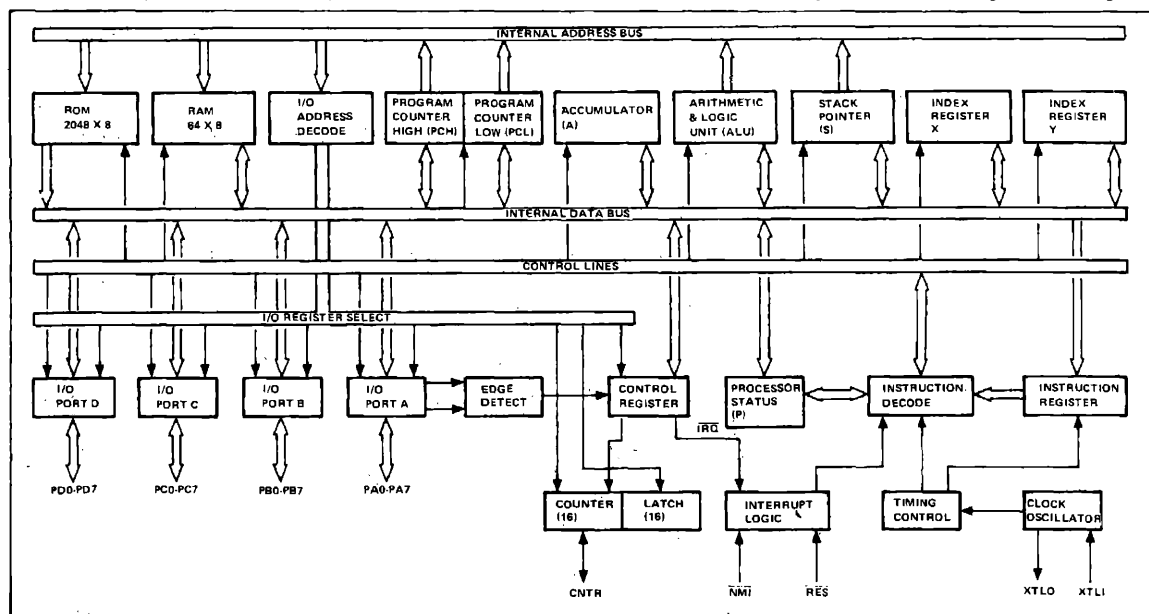 INTERNAL ADDRESS BUS
ROM
2048 X 8
RAM
64 X 8
I/O
ADDRESS
DECODE
PROGRAM
COUNTER
HIGH (PCH)
PROGRAM
COUNTER
LOW (PCL)
ACCUMULATOR
(A)
ARITHMETIC
& LOGIC
UNIT (ALU)
STACK
POINTER
(S)
INDEX
REGISTER
X
INDEX
REGISTER
Y
INTERNAL DATA BUS
CONTROL LINES
I/O REGISTER SELECT
I/O
PORT D
I/O
PORT C
I/O
PORT B
I/O
PORT A
EDGE
DETECT
CONTROL
REGISTER
PROCESSOR
STATUS
(P)
INSTRUCTION
DECODE
INSTRUCTION
REGISTER
IRQ
PD0-PD7
PC0-PC7
PB0-PB7
PA0-PA7
COUNTER
(16)
LATCH
(16)
INTERRUPT
LOGIC
TIMING
CONTROL
CLOCK
OSCILLATOR
CNTR
NMI
RES
XTLO
XTLI